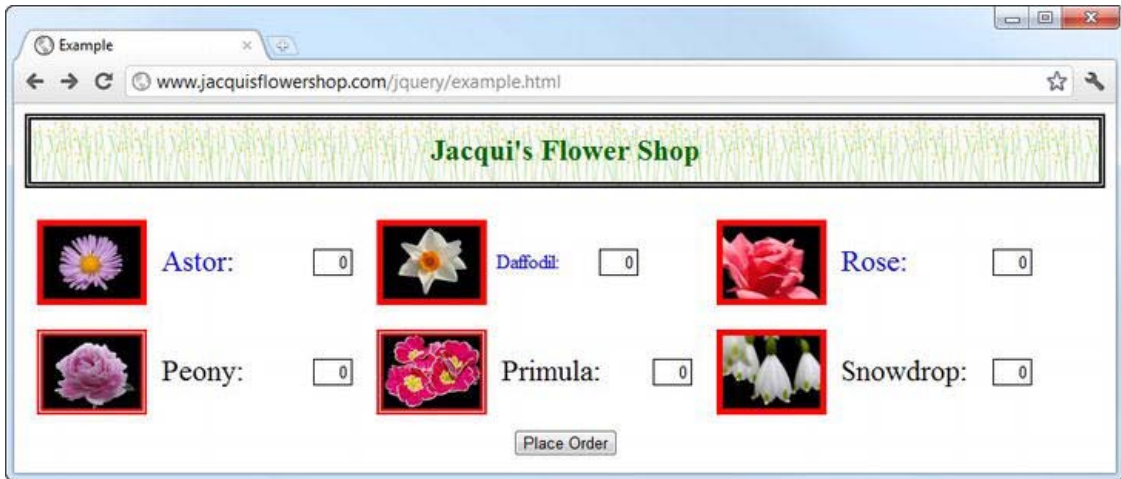 Example
www.jacquisflowershop.com/jquery/example.html
Jacqui's Flower Shop
Astor: 0 Daffodil: 0 Rose: 0
Peony: 0 Primula: 0 Snowdrop: 0
Place Order